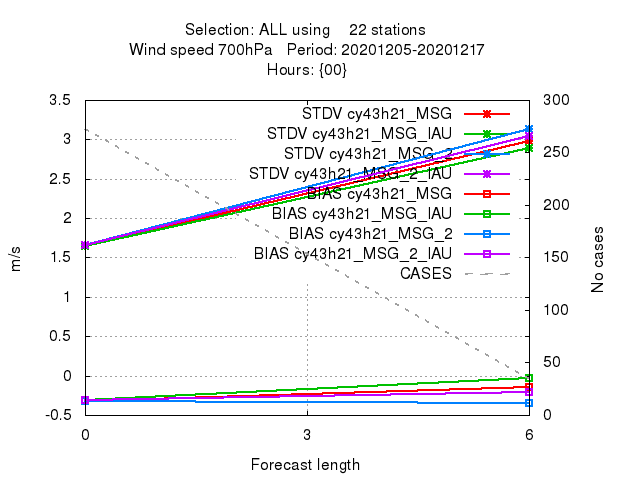 Selection: ALL using 22 stations
Wind speed 700hPa Period: 20201205-20201217
Hours: {00}
3.5
3
2.5
2
1.5
1
0.5
0
-0.5
m/s
300
250
200
150
100
50
0
No cases
STDV cy43h21_MSG
STDV cy43h21_MSG_IAU
STDV cy43h21_MSG_2
STDV cy43h21_MSG_2_IAU
BIAS cy43h21_MSG
BIAS cy43h21_MSG_IAU
BIAS cy43h21_MSG_2
BIAS cy43h21_MSG_2_IAU
CASES
0 3 6
Forecast length